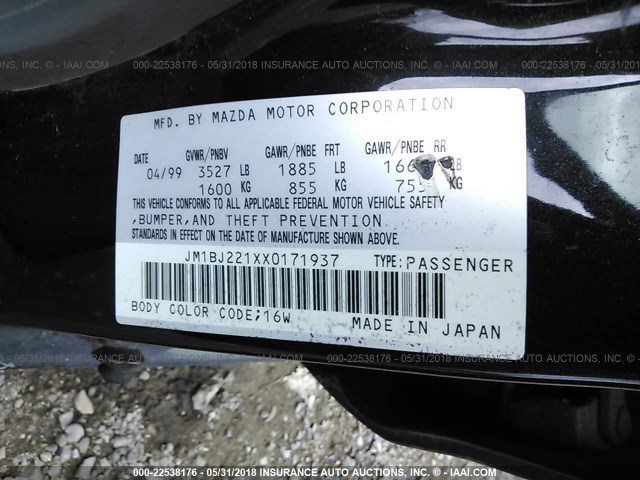 000-22538176 - 05/31/2018 INSURANCE AUTO AUCTIONS, INC. - © IAAI.COM
MFD. BY MAZDA MOTOR CORPORATION
DATE GVWR/PNBV GAWR/PNBE FRT GAWR/PNBE RR
04/99 3527 LB 1885 LB LB
1600 KG 855 KG KG
THIS VEHICLE CONFORMS TO ALL APPLICABLE FEDERAL MOTOR VEHICLE SAFETY
,BUMPER,AND THEFT PREVENTION
STANDARDS IN EFFECT ON THE DATE OF MANUFACTURE SHOWN ABOVE.
JM1BJ221XX0171937 TYPE:PASSENGER
BODY COLOR CODE;16W MADE IN JAPAN
000-22538176 - 05/31/2018 INSURANCE AUTO AUCTIONS, INC. - © IAAI.COM